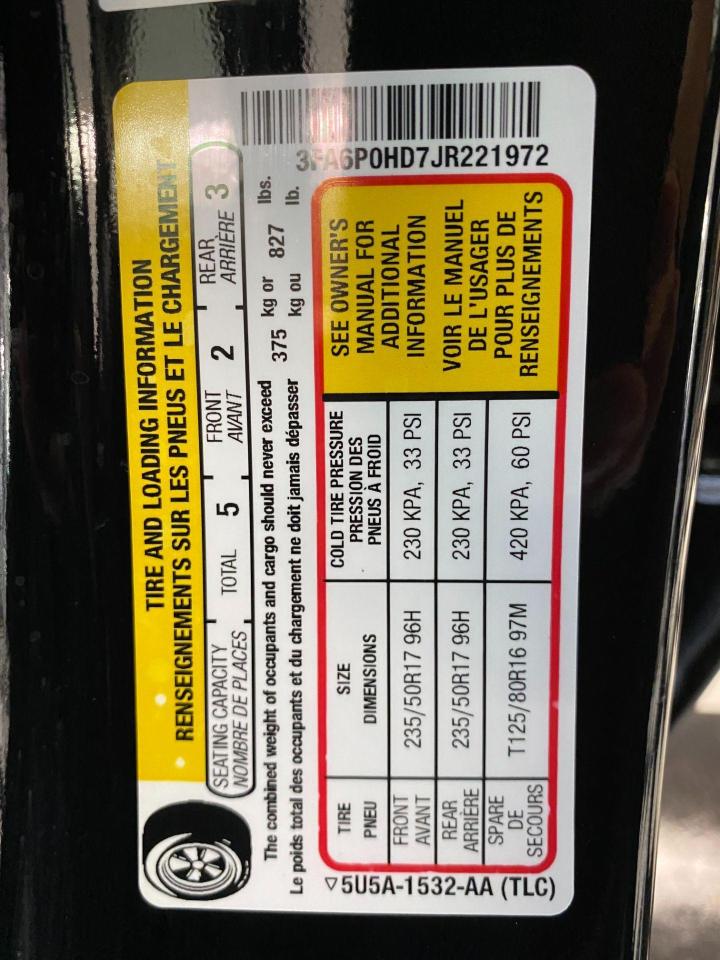 TIRE AND LOADING INFORMATION
RENSEIGNEMENTS SUR LES PNEUS ET LE CHARGEMENT
SEATING CAPACITY TOTAL 5 FRONT 2 REAR 3
NOMBRE DE PLACES AVANT ARRIÈRE
The combined weight of occupants and cargo should never exceed 375 kg or 827 lbs.
Le poids total des occupants et du chargement ne doit jamais dépasser kg ou lb.
3FA6P0HD7JR221972
TIRE SIZE COLD TIRE PRESSURE
PNEU DIMENSIONS PRESSION DES
PNEUS À FROID
FRONT
AVANT 235/50R17 96H 230 KPA, 33 PSI
REAR
ARRIÈRE 235/50R17 96H 230 KPA, 33 PSI
SPARE
DE
SECOURS T125/80R16 97M 420 KPA, 60 PSI
SEE OWNER'S
MANUAL FOR
ADDITIONAL
INFORMATION
VOIR LE MANUEL
DE L'USAGER
POUR PLUS DE
RENSEIGNEMENTS
5U5A-1532-AA (TLC)